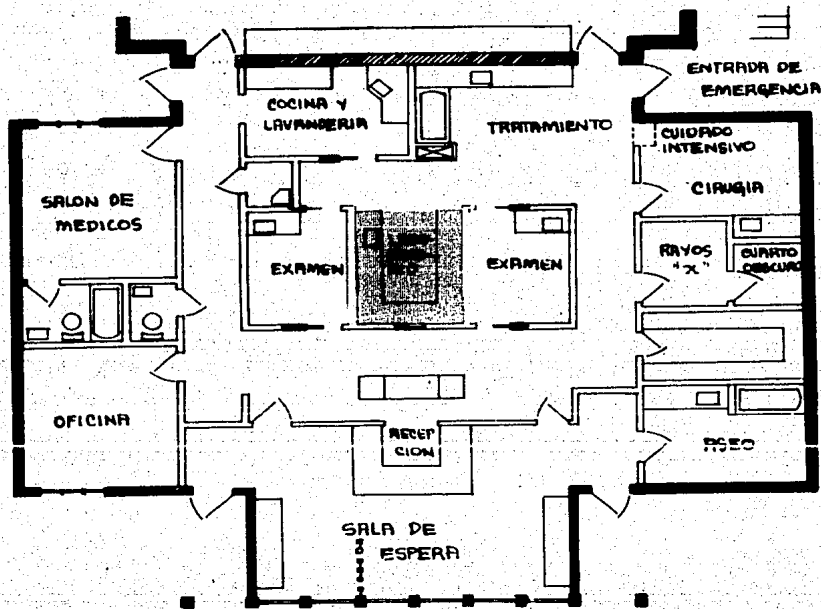 ENTRADA DE
EMERGENCIA
COCINA Y
LAVANDERIA
TRATAMIENTO
CUIDADO
INTENSIVO
CIRUGIA
SALON DE
MEDICOS
EXAMEN
EXAMEN
RAYOS
"X"
CUARTO
OBSCURO
OFICINA
RECEP
CION
ASEO
SALA DE
ESPERA